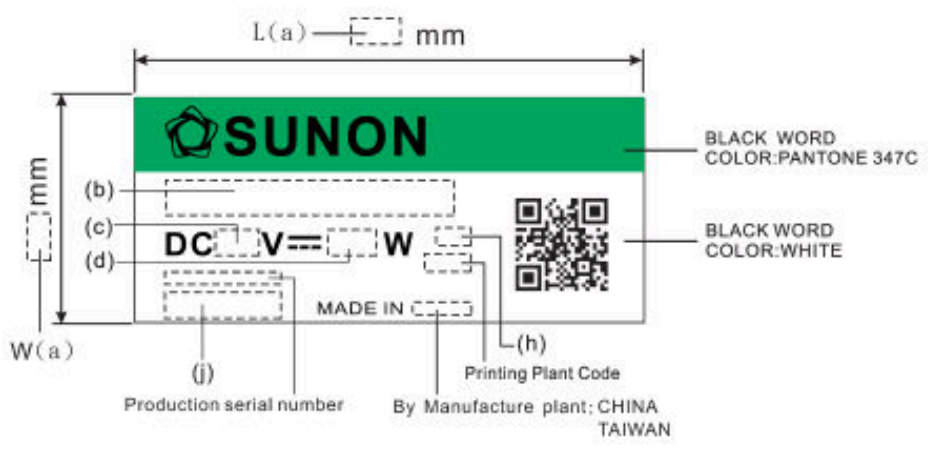 L(a) mm
SUNON
BLACK WORD
COLOR:PANTONE 347C
mm
(b)
(c)
DC V W
(d)
BLACK WORD
COLOR:WHITE
MADE IN
W(a)
(j)
(h)
Printing Plant Code
Production serial number
By Manufacture plant; CHINA
TAIWAN